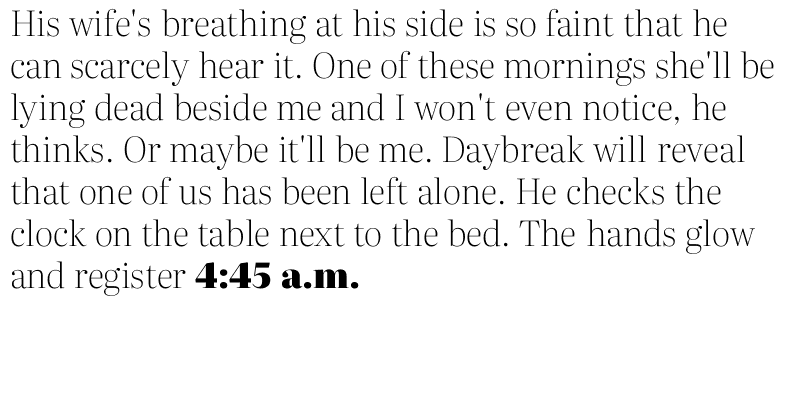 His wife's breathing at his side is so faint that he
can scarcely hear it. One of these mornings she'll be
lying dead beside me and I won't even notice, he
thinks. Or maybe it'll be me. Daybreak will reveal
that one of us has been left alone. He checks the
clock on the table next to the bed. The hands glow
and register 4:45 a.m.